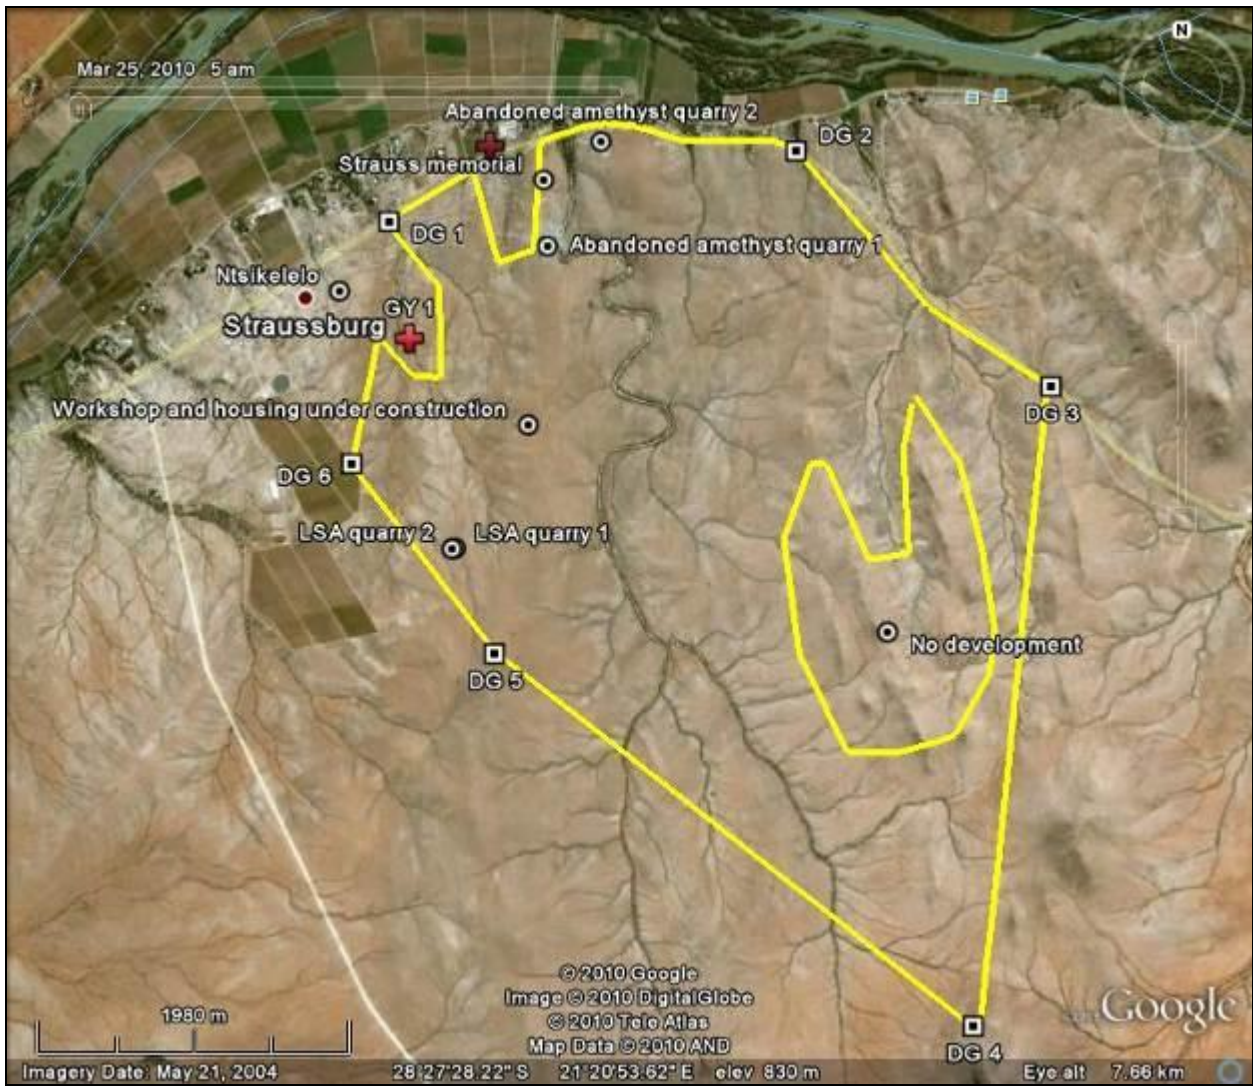 N
Mar 25, 2010   5 am
Abandoned amethyst quarry 2
DG 2
Strauss memorial
DG 1
Abandoned amethyst quarry 1
Ntsikelelo
GY 1
Straussburg
DG 3
Workshop and housing under construction
DG 6
LSA quarry 2
LSA quarry 1
No development
DG 5
© 2010 Google
Image © 2010 DigitalGlobe
© 2010 Tele Atlas
Map Data © 2010 AND
Google
1980 m
DG 4
Imagery Date: May 21, 2004
28°27'28.22" S
21°20'53.62" E
elev 830 m
Eye alt 7.66 km